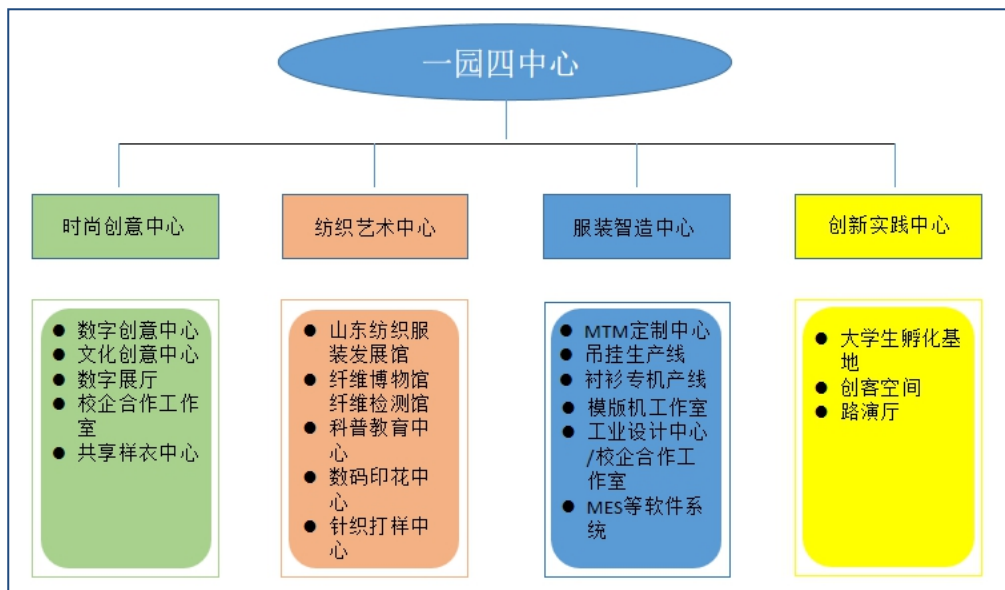 一园四中心
时尚创意中心
纺织艺术中心
服装智造中心
创新实践中心
● 数字创意中心
● 文化创意中心
● 数字展厅
● 校企合作工作
室
● 共享样衣中心
● 山东纺织服
装发展馆
● 纤维博物馆
纤维检测馆
● 科普教育中
心
● 数码印花中
心
● 针织打样中
心
● MTM定制中心
● 吊挂生产线
● 衬衫专机产线
● 模版机工作室
● 工业设计中心
/校企合作工
作室
● MES等软件系
统
● 大学生孵化基
地
● 创客空间
● 路演厅